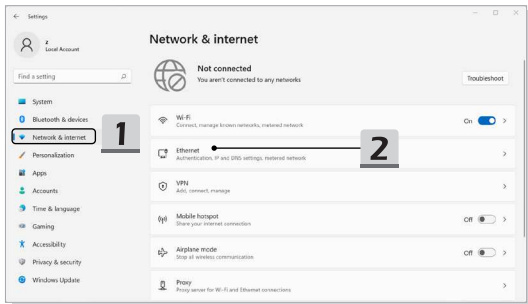 Settings
Z
Local Account
Find a setting
System
Bluetooth & devices
Network & internet
Personalization
Apps
Accounts
Time & language
Gaming
Accessibility
Privacy & security
Windows Update
1
Network & internet
Not connected
You aren't connected to any networks
Troubleshoot
Wi-Fi
Connect, manage known networks, metered network
On
Ethernet
Authentication, IP and DNS settings, metered network
2
VPN
Add, connect, manage
Mobile hotspot
Share your internet connection
Off
Airplane mode
Stop all wireless communication
Off
Proxy
Proxy server for Wi-Fi and Ethernet connections